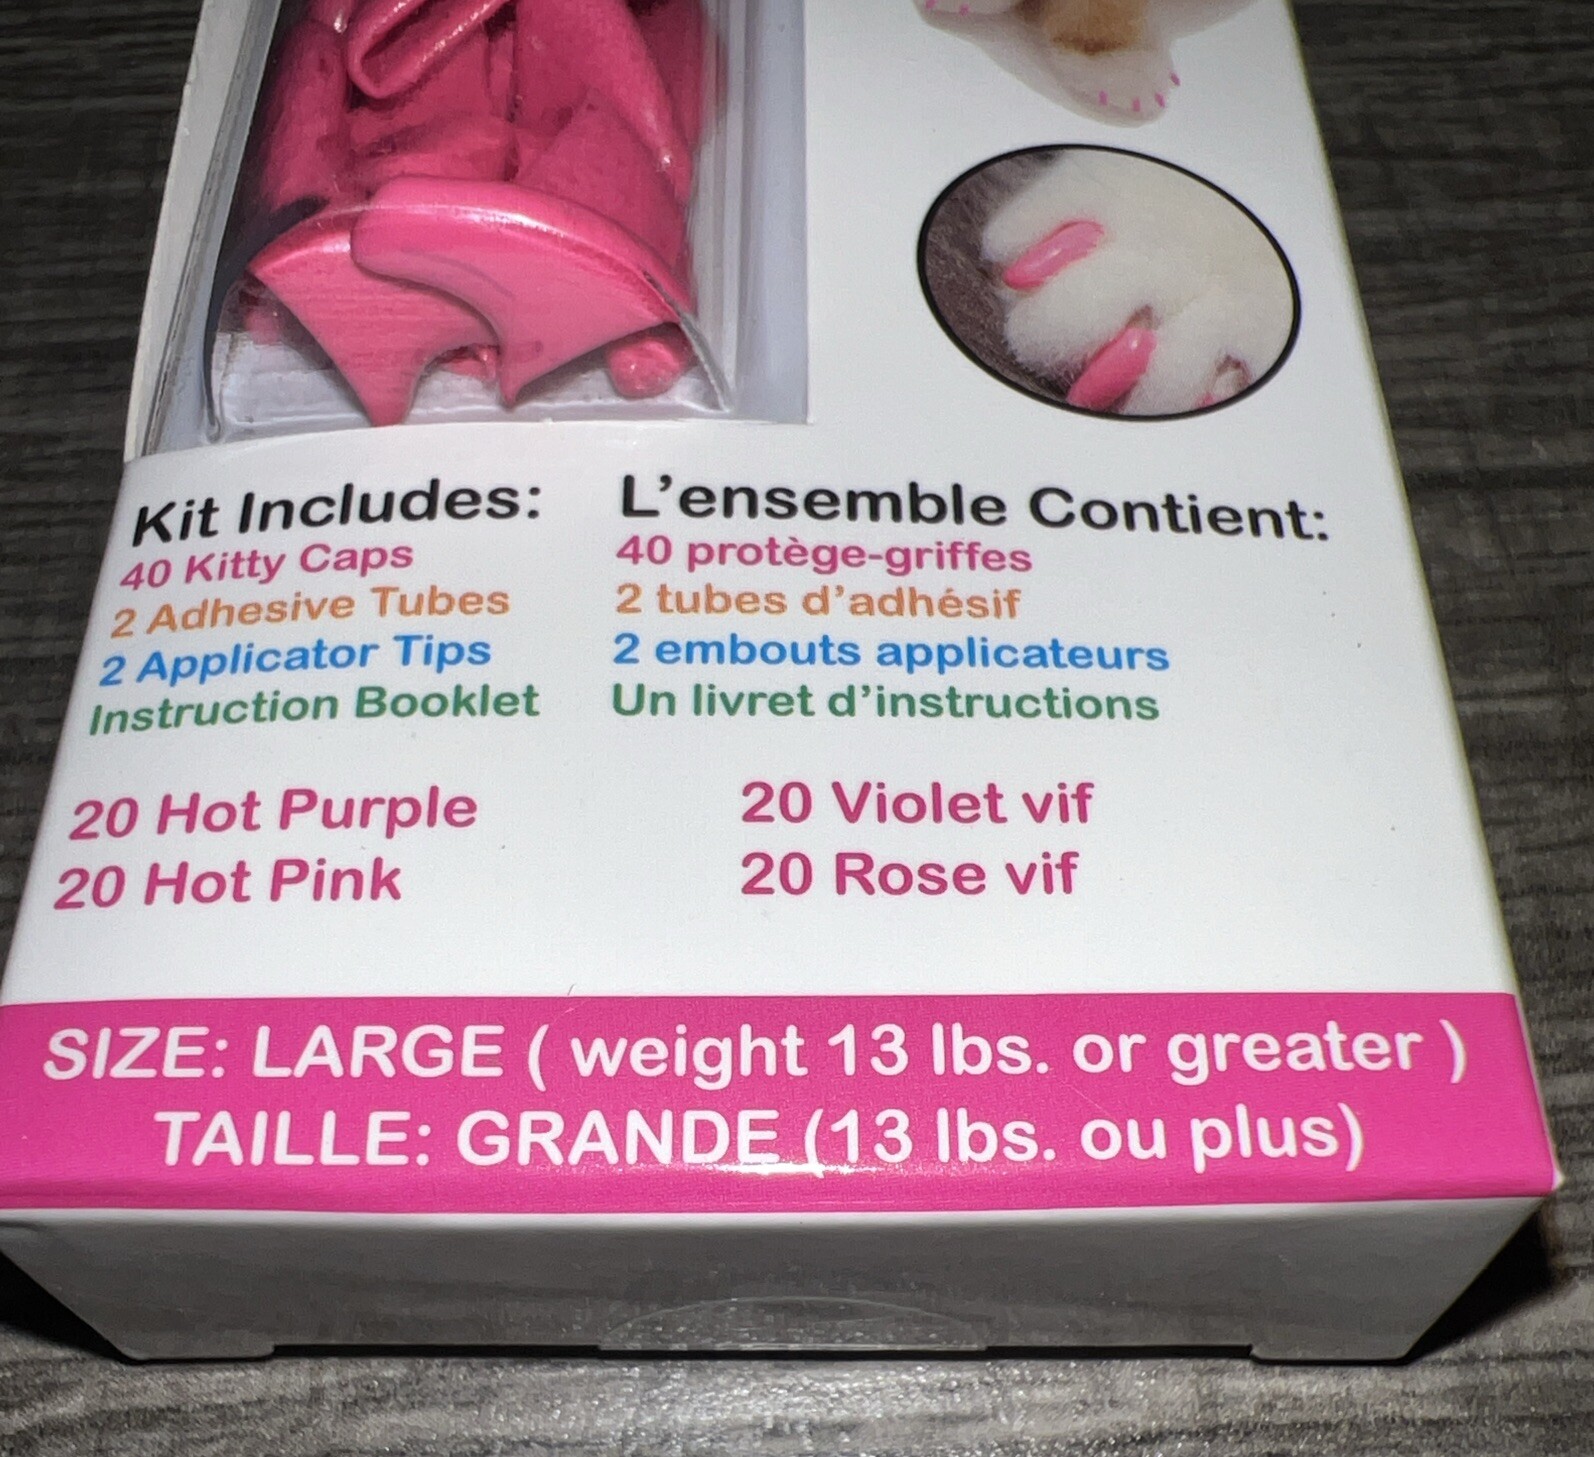 Kit Includes:
40 Kitty Caps
2 Adhesive Tubes
2 Applicator Tips
Instruction Booklet
L'ensemble Contient:
40 protège-griffes
2 tubes d'adhésif
2 embouts applicateurs
Un livret d'instructions
20 Hot Purple
20 Hot Pink
20 Violet vif
20 Rose vif
SIZE: LARGE ( weight 13 lbs. or greater )
TAILLE: GRANDE (13 lbs. ou plus)